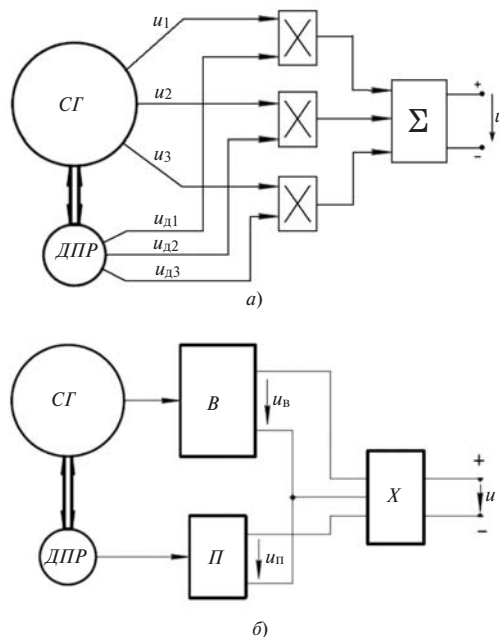 u1
СГ
u2
u3
Σ
+
u
-
ДПР
uд1
uд2
uд3
а)
СГ
В
uв
Х
+
u
−
ДПР
П
uп
б)